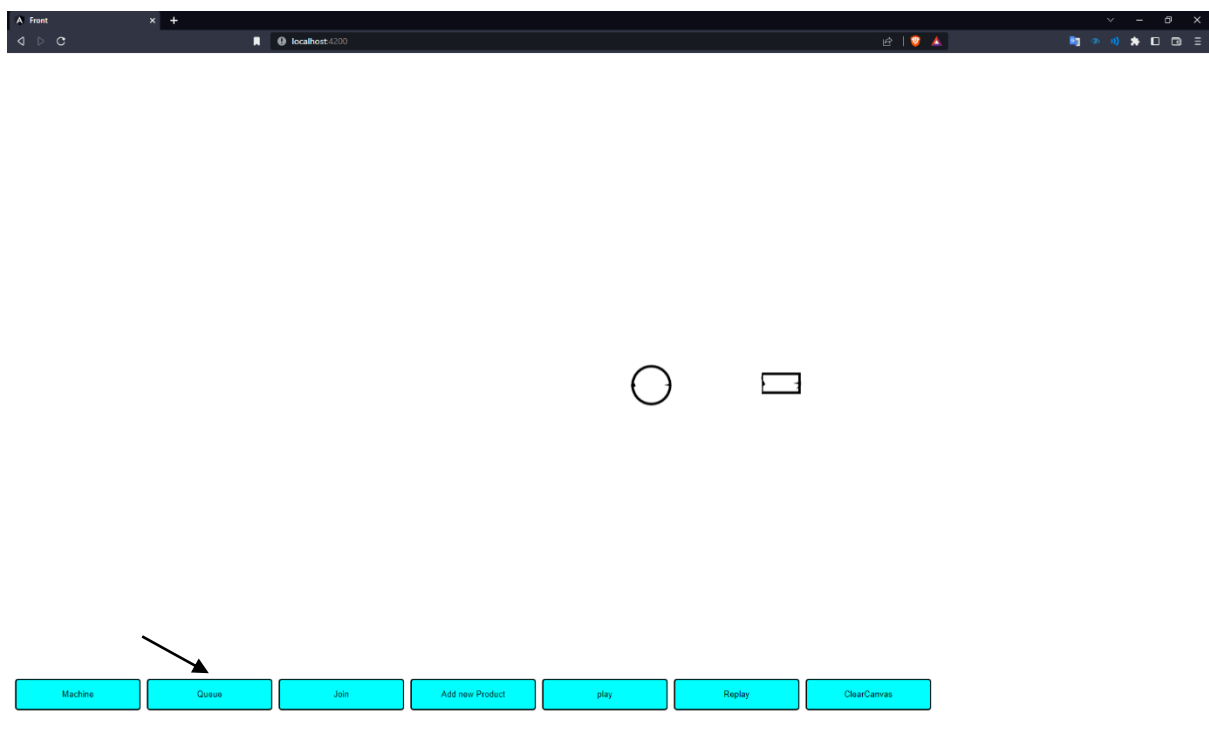 Front
localhost:4200
Machine
Queue
Join
Add new Product
play
Replay
ClearCanvas